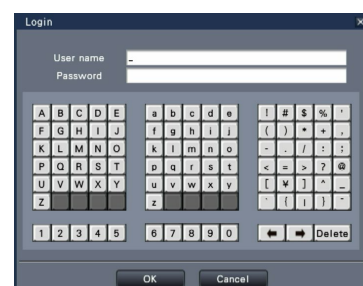 Login ×
User name _
Password
A B C D E a b c d e ! # $ % '
F G H I J f g h i j ( ) * + ,
K L M N O k l m n o - . / : ;
P Q R S T p q r s t < = > ? @
U V W X Y u v w x y [ ¥ ] ^ _
Z z ` { | } ~
1 2 3 4 5 6 7 8 9 0 ← → Delete
OK Cancel